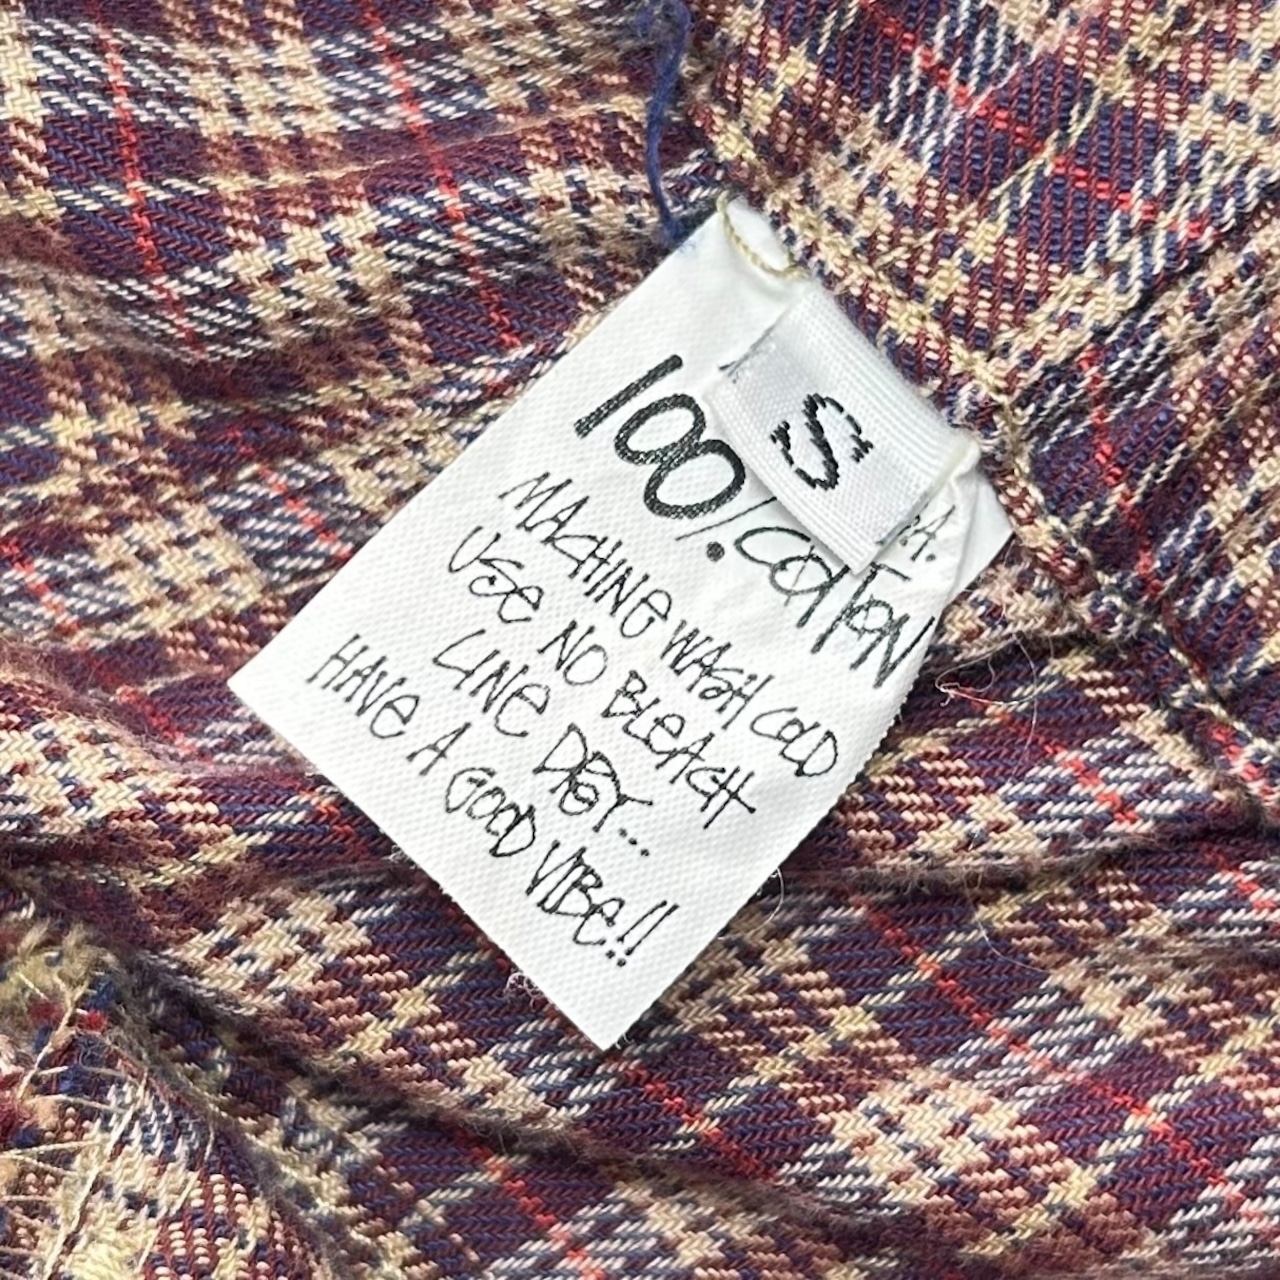 S
100% COTTON
MACHINE WASH COLD
USE NO BLEACH
LINE DRY...
HAVE A GOOD VIBE!!